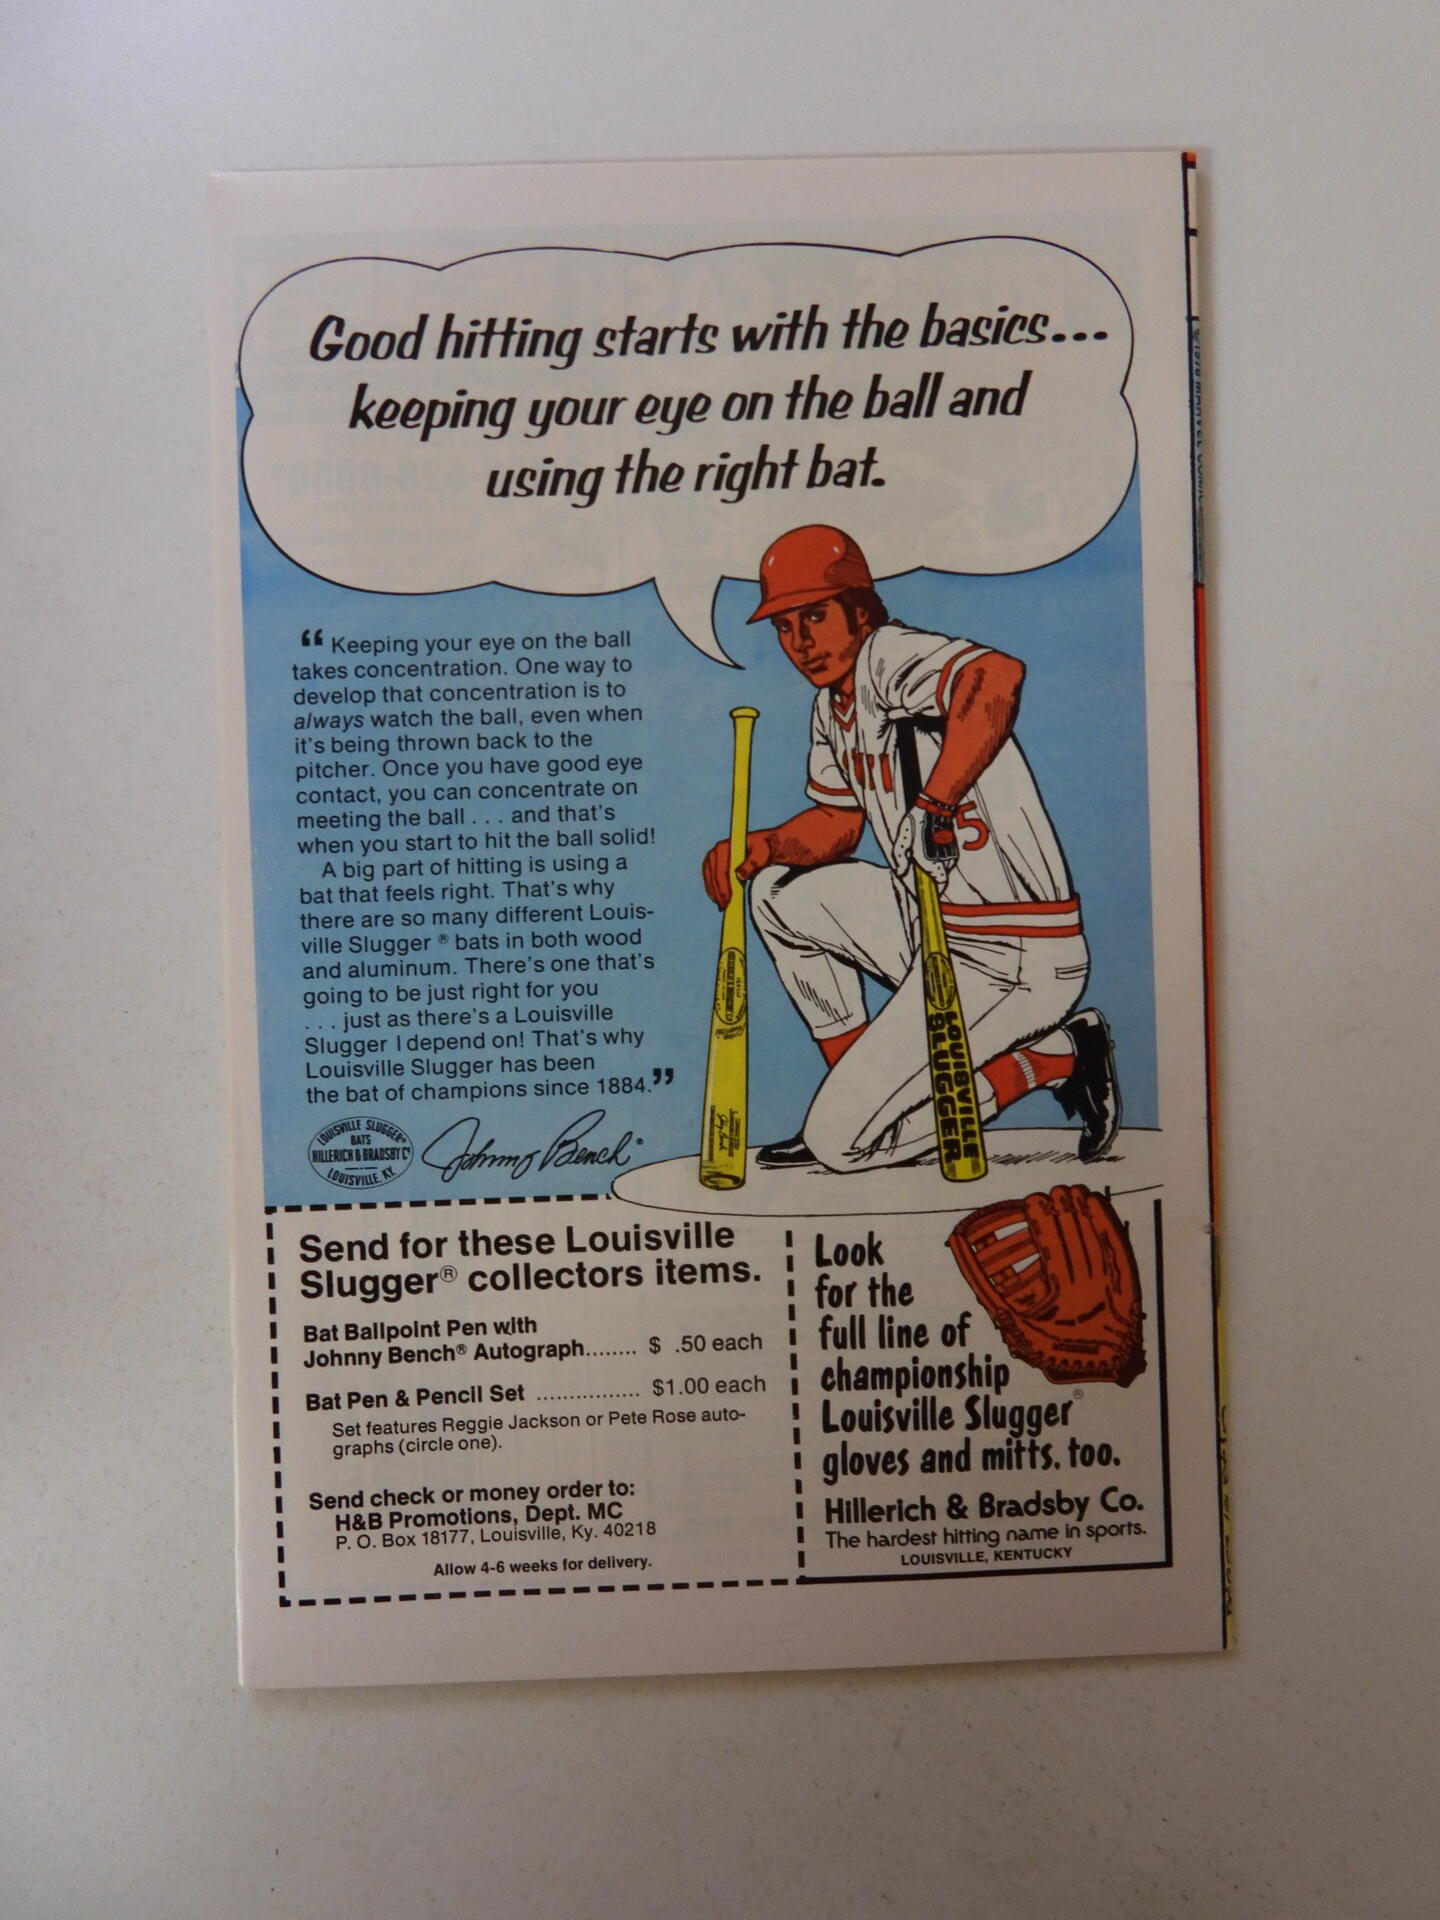 Good hitting starts with the basics...
keeping your eye on the ball and
using the right bat.
“ Keeping your eye on the ball
takes concentration. One way to
develop that concentration is to
always watch the ball, even when
it's being thrown back to the
pitcher. Once you have good eye
contact, you can concentrate on
meeting the ball . . . and that's
when you start to hit the ball solid!
A big part of hitting is using a
bat that feels right. That's why
there are so many different Louis-
ville Slugger ® bats in both wood
and aluminum. There's one that's
going to be just right for you
. . . just as there's a Louisville
Slugger I depend on! That's why
Louisville Slugger has been
the bat of champions since 1884.”
LOUISVILLE SLUGGER®
BATS
HILLERICH & BRADSBY Cº
LOUISVILLE, KY.
Johnny Bench
5
LOUISVILLE
SLUGGER
Send for these Louisville
Slugger® collectors items.
Bat Ballpoint Pen with
Johnny Bench® Autograph........ $ .50 each
Bat Pen & Pencil Set ................ $1.00 each
Set features Reggie Jackson or Pete Rose auto-
graphs (circle one).
Send check or money order to:
H&B Promotions, Dept. MC
P. O. Box 18177, Louisville, Ky. 40218
Allow 4-6 weeks for delivery.
Look
for the
full line of
championship
Louisville Slugger®
gloves and mitts, too.
Hillerich & Bradsby Co.
The hardest hitting name in sports.
LOUISVILLE, KENTUCKY